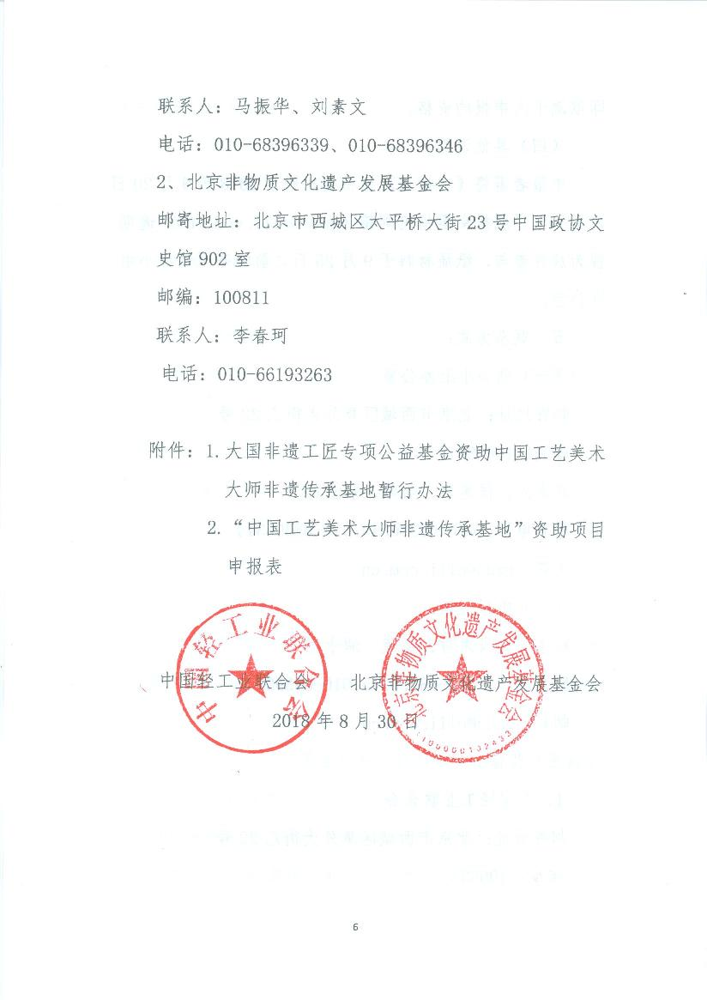 联系人：马振华、刘素文
电话：010-68396339、010-68396346
2、北京非物质文化遗产发展基金会
邮寄地址：北京市西城区太平桥大街23号中国政协文
史馆902室
邮编：100811
联系人：李春珂
电话：010-66193263
附件：1.大国非遗工匠专项公益基金资助中国工艺美术
大师非遗传承基地暂行办法
2.“中国工艺美术大师非遗传承基地”资助项目
申报表
中国轻工业联合会
北京非物质文化遗产发展基金会
中国轻工业联合会 北京非物质文化遗产发展基金会
2018年8月30日
6